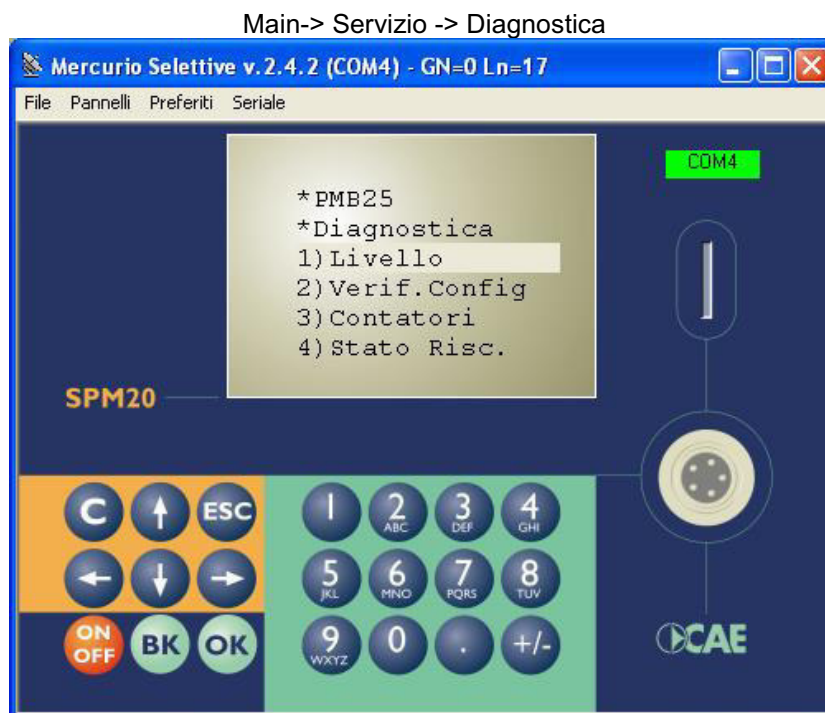 Main-> Servizio -> Diagnostica
Mercurio Selettive v.2.4.2 (COM4) - GN=0 Ln=17
File Pannelli Preferiti Seriale
COM4
*PMB25
*Diagnostica
1)Livello
2)Verif.Config
3)Contatori
4)Stato Risc.
SPM20
C ESC 1 2 3 4
ABC DEF GHI
5 6 7 8
JKL MNO PQRS TUV
ON OFF BK OK 9 0 . +/-
WXYZ
CAE